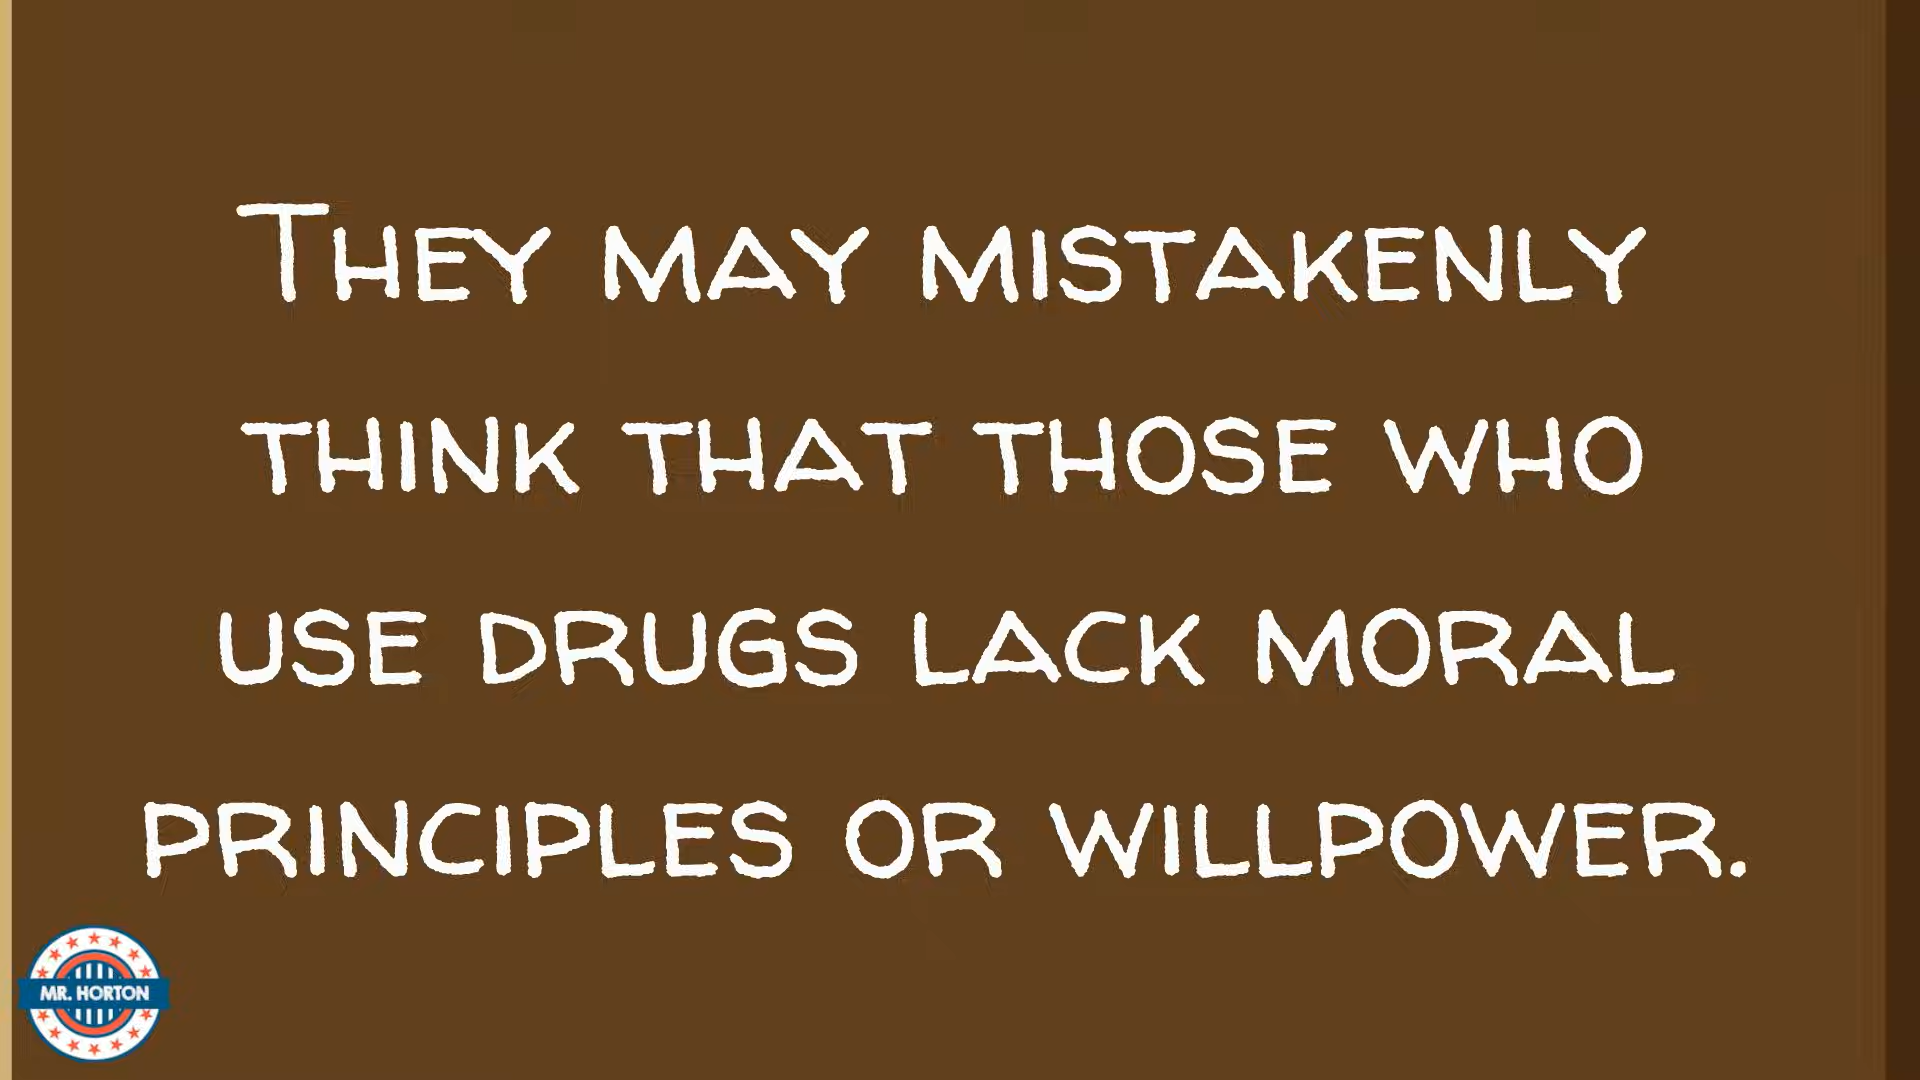 They may mistakenly
think that those who
use drugs lack moral
principles or willpower.
MR. HORTON